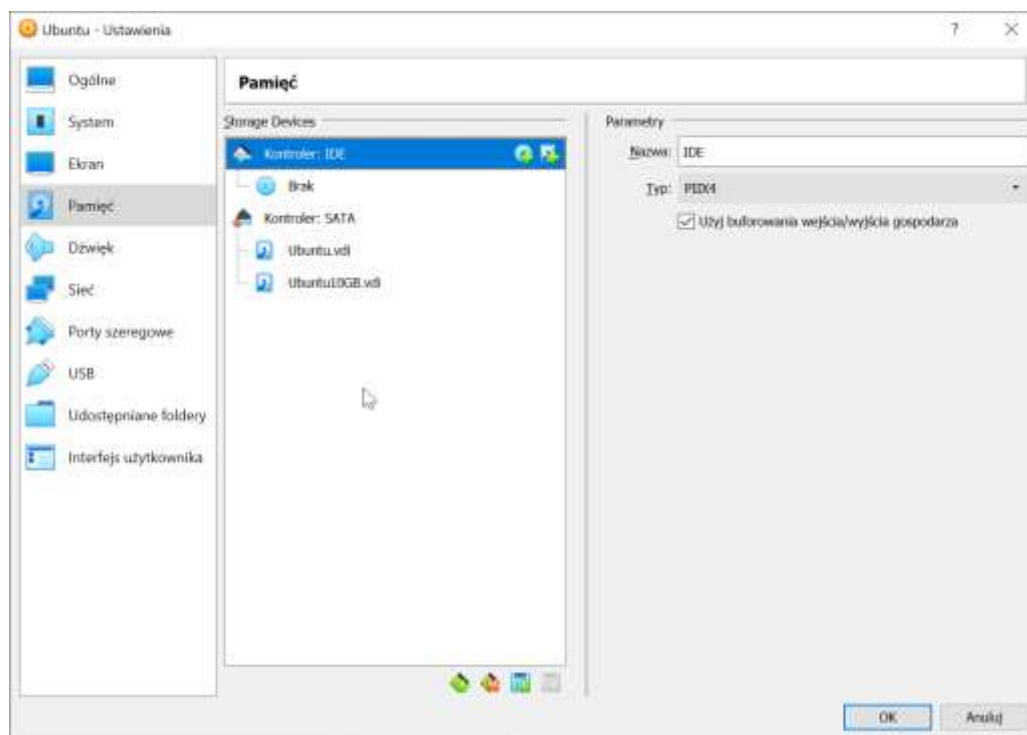 Ubuntu - Ustawienia
?
Ogólne
System
Ekran
Pamięć
Dźwięk
Sieć
Porty szeregowe
USB
Udostępniane foldery
Interfejs użytkownika
Pamięć
Storage Devices
Kontroler: IDE
Brak
Kontroler: SATA
Ubuntu.vdi
Ubuntu10GB.vdi
Parametry
Nazwa: IDE
Typ: PIIX4
Użyj buforowania wejścia/wyjścia gospodarza
OK
Anuluj